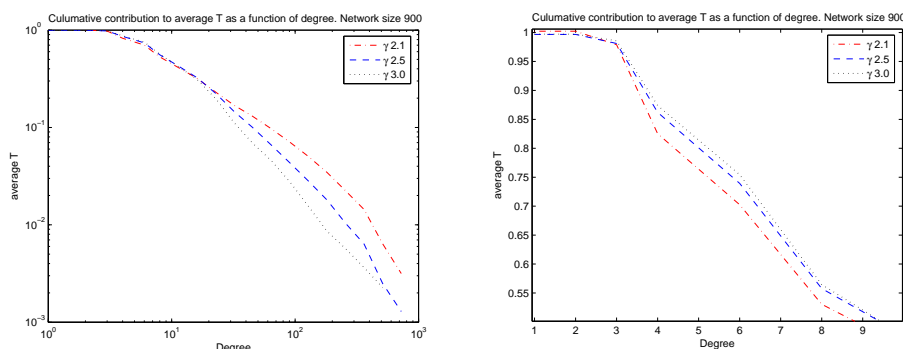 Culumative contribution to average T as a function of degree. Network size 900
10^0
10^-1
10^-2
10^-3
average T
γ 2.1
γ 2.5
γ 3.0
10^0 10^1 10^2 10^3
Degree
Culumative contribution to average T as a function of degree. Network size 900
1
0.95
0.9
0.85
0.8
0.75
0.7
0.65
0.6
0.55
average T
γ 2.1
γ 2.5
γ 3.0
1 2 3 4 5 6 7 8 9
Degree